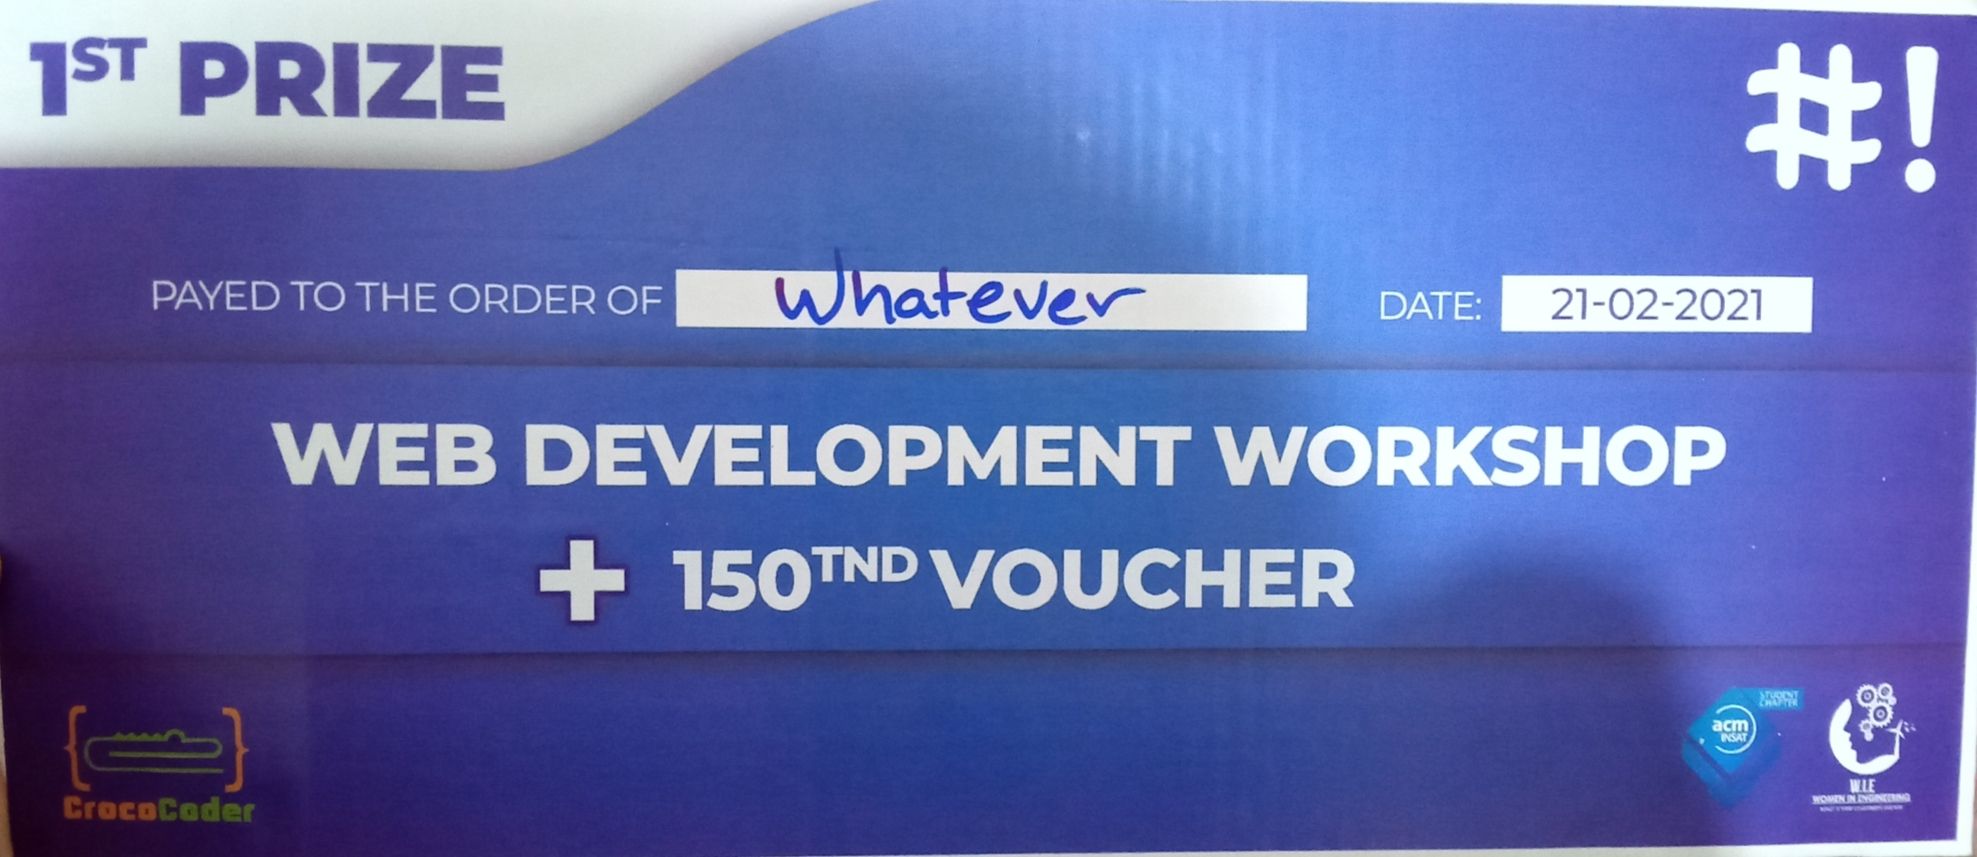 1ST PRIZE
#!
PAYED TO THE ORDER OF Whatever DATE: 21-02-2021
WEB DEVELOPMENT WORKSHOP
+ 150TND VOUCHER
CrocoCoder
STUDENT CHAPTER
acm
INSAT
W.I.E
WOMEN IN ENGINEERING